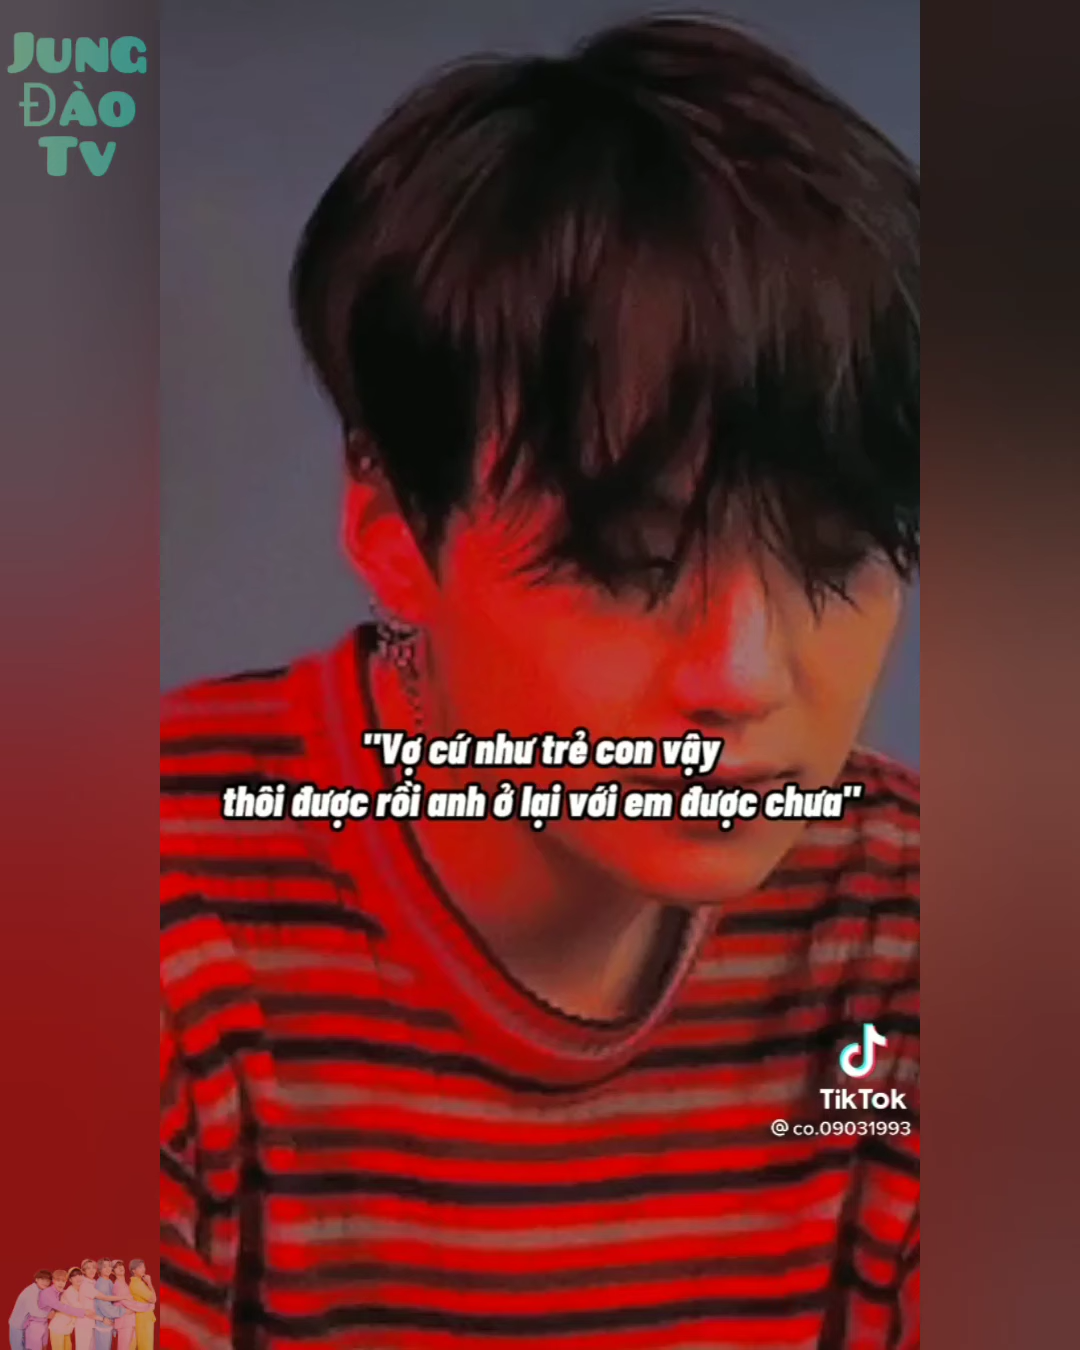 JUNG
ĐÀO
TV
"Vợ cứ như trẻ con vậy
thôi được rồi anh ở lại với em được chưa"
TikTok
@co.09031993